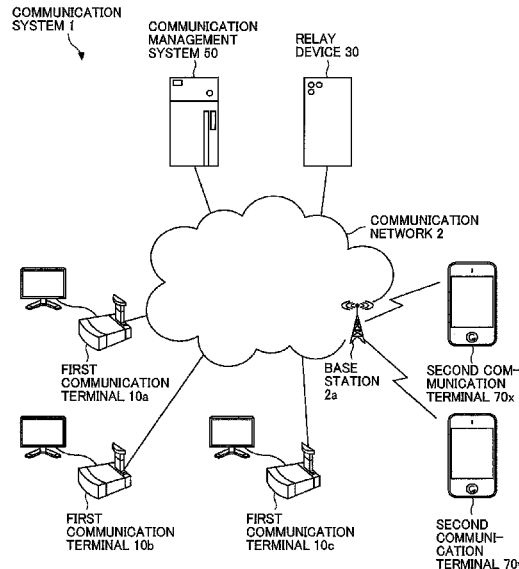 COMMUNICATION
SYSTEM 1
COMMUNICATION
MANAGEMENT
SYSTEM 50
RELAY
DEVICE 30
COMMUNICATION
NETWORK 2
FIRST
COMMUNICATION
TERMINAL 10a
BASE
STATION
2a
SECOND COM-
MUNICATION
TERMINAL 70x
FIRST
COMMUNICATION
TERMINAL 10b
FIRST
COMMUNICATION
TERMINAL 10c
SECOND
COMMUNI-
CATION
TERMINAL